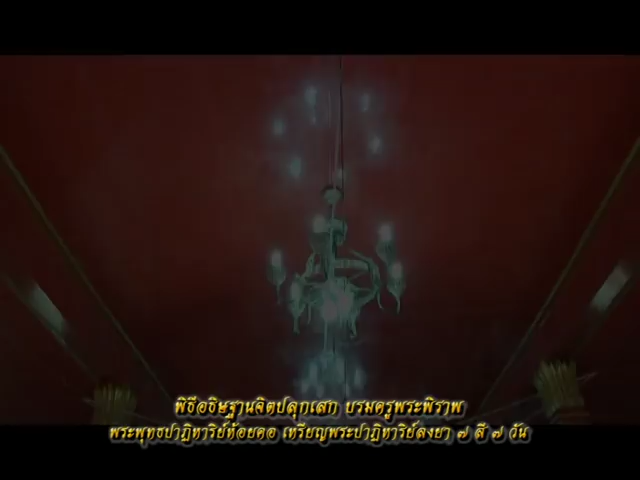 พิธีอธิษฐานจิตปลุกเสก บรมครูพระพิราพ
พระพุทธปาฏิหาริย์ห้อยคอ เหรียญพระปาฏิหาริย์ลงยา ๗ สี ๗ วัน